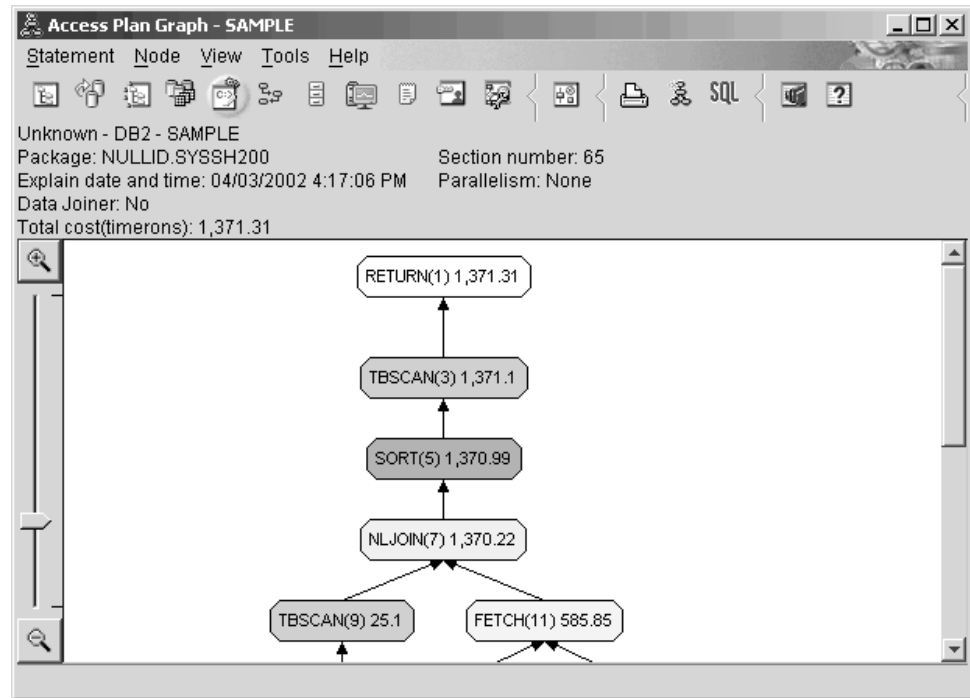 Access Plan Graph - SAMPLE
Statement Node View Tools Help
SQL ?
Unknown - DB2 - SAMPLE
Package: NULLID.SYSSH200 Section number: 65
Explain date and time: 04/03/2002 4:17:06 PM Parallelism: None
Data Joiner: No
Total cost(timerons): 1,371.31
RETURN(1) 1,371.31
TBSCAN(3) 1,371.1
SORT(5) 1,370.99
NLJOIN(7) 1,370.22
TBSCAN(9) 25.1 FETCH(11) 585.85